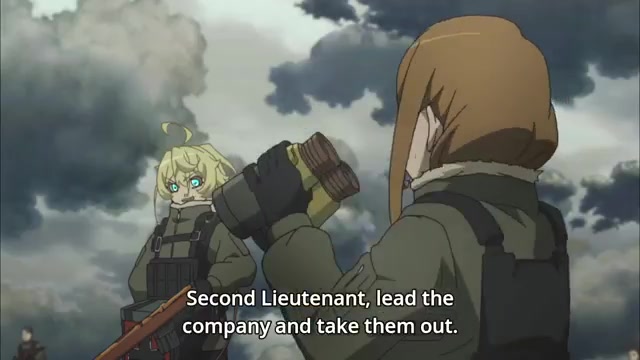 Second Lieutenant, lead the
company and take them out.